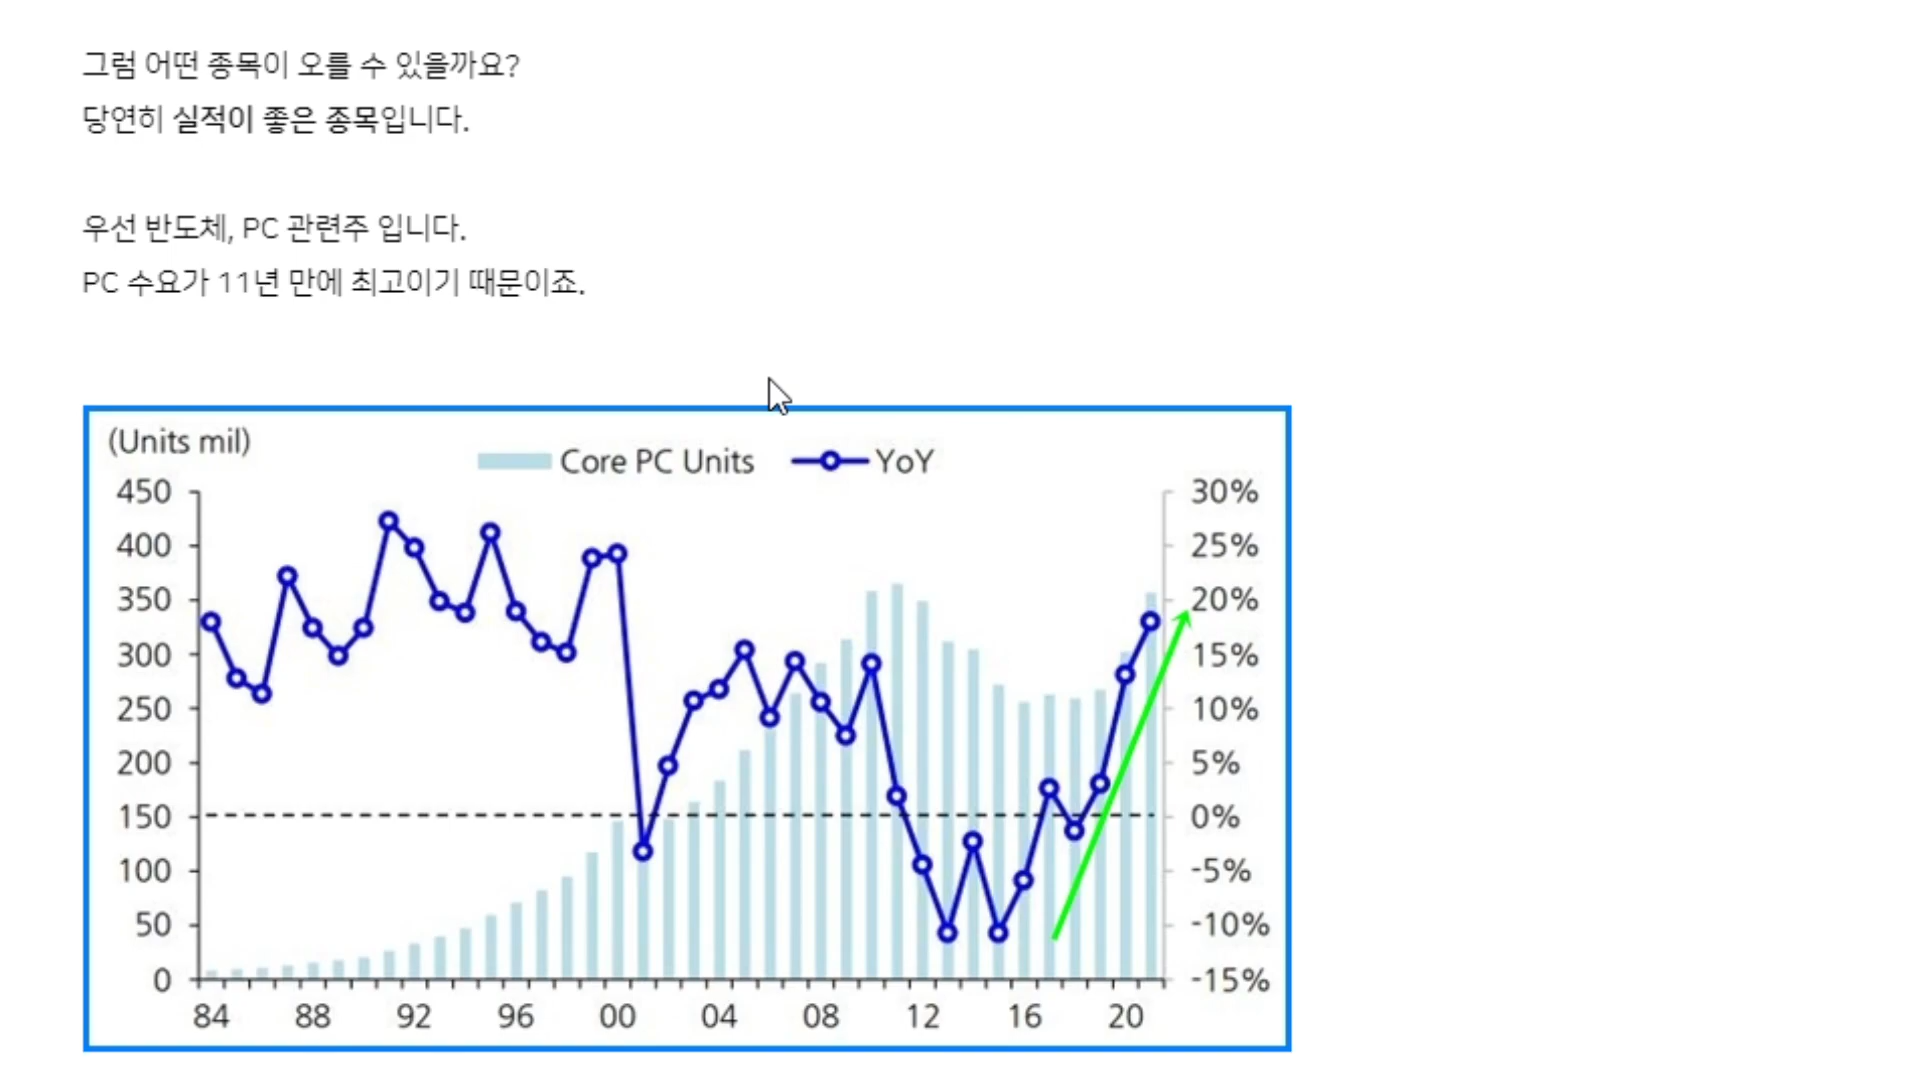 그럼 어떤 종목이 오를 수 있을까요?
당연히 실적이 좋은 종목입니다.
우선 반도체, PC 관련주 입니다.
PC 수요가 11년 만에 최고이기 때문이죠.
(Units mil)
Core PC Units YoY
450 30%
400 25%
350 20%
300 15%
250 10%
200 5%
150 0%
100 -5%
50 -10%
0 -15%
84 88 92 96 00 04 08 12 16 20